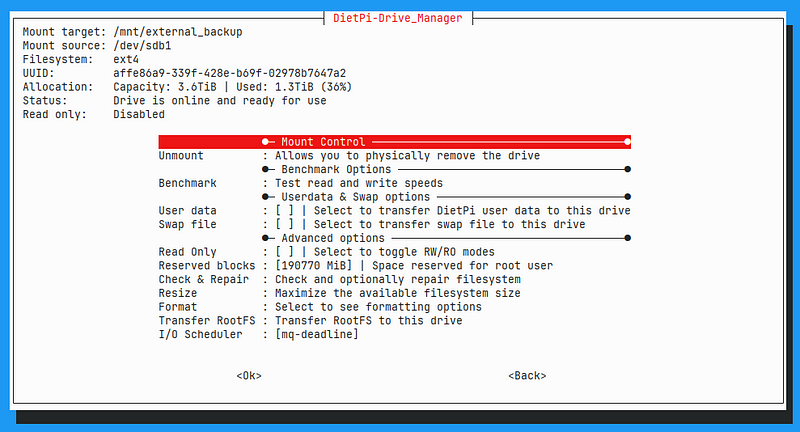 DietPi-Drive_Manager
Mount target: /mnt/external_backup
Mount source: /dev/sdb1
Filesystem: ext4
UUID: affe86a9-339f-428e-b69f-02978b7647a2
Allocation: Capacity: 3.6TiB | Used: 1.3TiB (36%)
Status: Drive is online and ready for use
Read only: Disabled
Mount Control
Unmount : Allows you to physically remove the drive
Benchmark Options
Benchmark : Test read and write speeds
Userdata & Swap options
User data : [ ] | Select to transfer DietPi user data to this drive
Swap file : [ ] | Select to transfer swap file to this drive
Advanced options
Read Only : [ ] | Select to toggle RW/RO modes
Reserved blocks : [190770 MiB] | Space reserved for root user
Check & Repair : Check and optionally repair filesystem
Resize : Maximize the available filesystem size
Format : Select to see formatting options
Transfer RootFS : Transfer RootFS to this drive
I/O Scheduler : [mq-deadline]
<Ok> <Back>